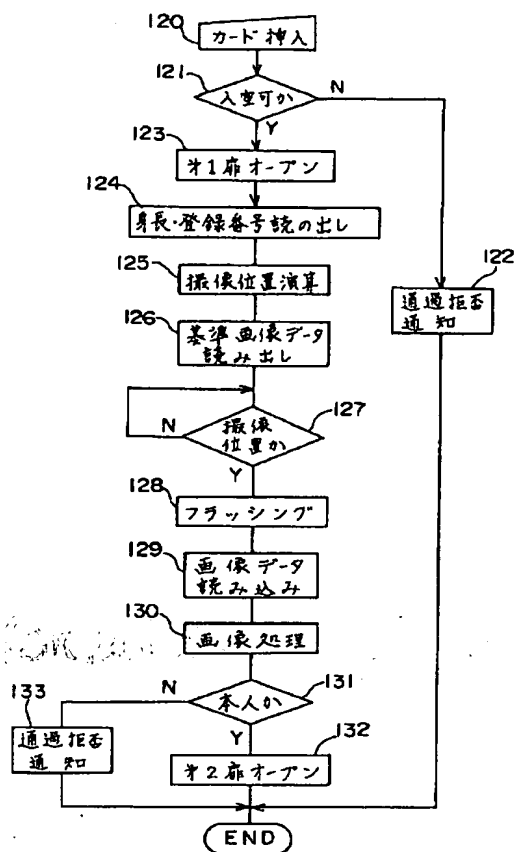 120
カード挿入
121
入室可か
N
Y
123
オ1扉オープン
124
身長・登録番号読の出し
125
撮像位置演算
122
通過拒否
通知
126
基準画像データ
読み出し
127
撮像
位置か
N
Y
128
フラッシング
129
画像データ
読み込み
130
画像処理
131
本人か
N
Y
133
通過拒否
通知
132
オ2扉オープン
END